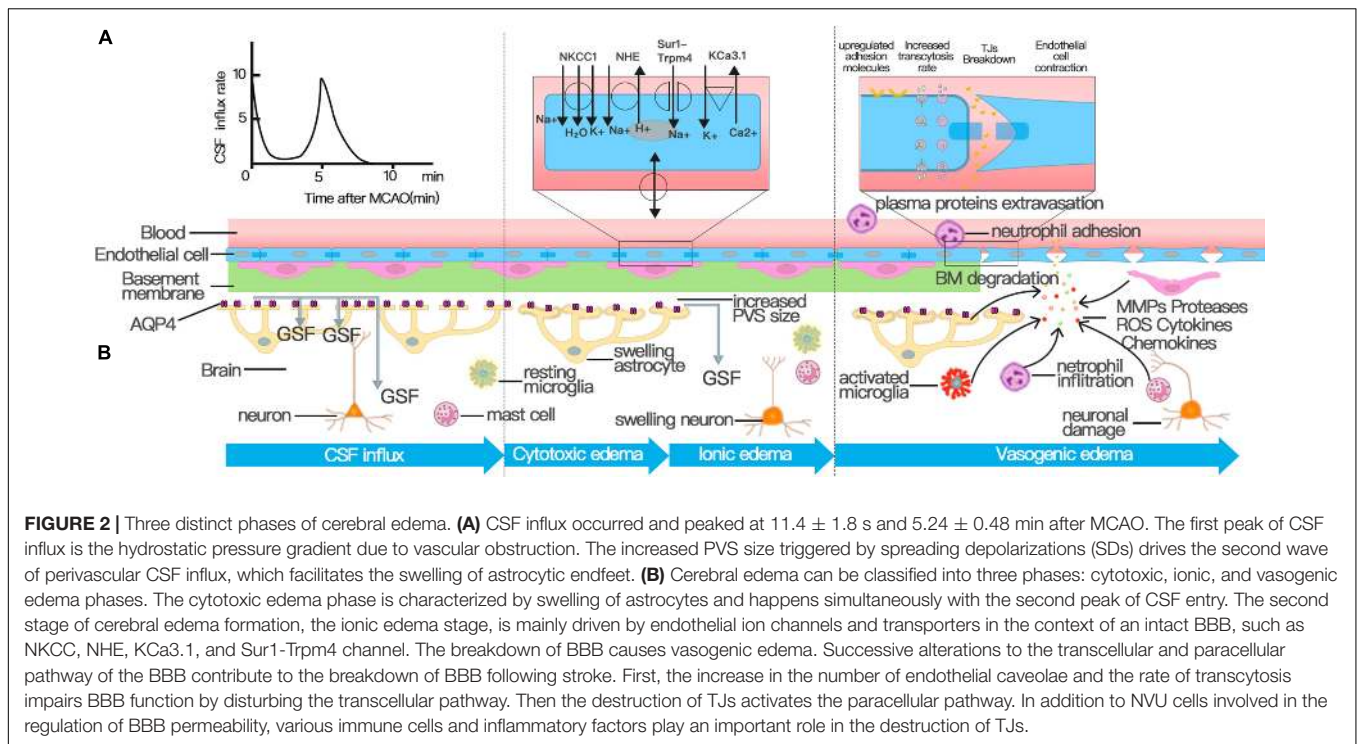 A
CSF influx rate
10
5
0
5
10
min
Time after MCAO(min)
NKCC1
NHE
Sur1-
Trpm4
KCa3.1
Na+
H₂O
K+
Na+
H+
Na+
K+
Ca2+
upregulated
adhesion
molecules
Increased
transcytosis
rate
TJs
Breakdown
Endothelial
cell
contraction
plasma proteins extravasation
neutrophil adhesion
Blood
Endothelial cell
Basement
membrane
AQP4
BM degradation
increased
PVS size
MMPs Proteases
ROS Cytokines
Chemokines
GSF
GSF
GSF
GSF
B
Brain
neuron
resting
microglia
mast cell
swelling
astrocyte
swelling neuron
activated
microglia
netrophil
inflitration
neuronal
damage
CSF influx
Cytotoxic edema
Ionic edema
Vasogenic edema
FIGURE 2 | Three distinct phases of cerebral edema. (A) CSF influx occurred and peaked at 11.4 ± 1.8 s and 5.24 ± 0.48 min after MCAO. The first peak of CSF
influx is the hydrostatic pressure gradient due to vascular obstruction. The increased PVS size triggered by spreading depolarizations (SDs) drives the second wave
of perivascular CSF influx, which facilitates the swelling of astrocytic endfeet. (B) Cerebral edema can be classified into three phases: cytotoxic, ionic, and vasogenic
edema phases. The cytotoxic edema phase is characterized by swelling of astrocytes and happens simultaneously with the second peak of CSF entry. The second
stage of cerebral edema formation, the ionic edema stage, is mainly driven by endothelial ion channels and transporters in the context of an intact BBB, such as
NKCC, NHE, KCa3.1, and Sur1-Trpm4 channel. The breakdown of BBB causes vasogenic edema. Successive alterations to the transcellular and paracellular
pathway of the BBB contribute to the breakdown of BBB following stroke. First, the increase in the number of endothelial caveolae and the rate of transcytosis
impairs BBB function by disturbing the transcellular pathway. Then the destruction of TJs activates the paracellular pathway. In addition to NVU cells involved in the
regulation of BBB permeability, various immune cells and inflammatory factors play an important role in the destruction of TJs.